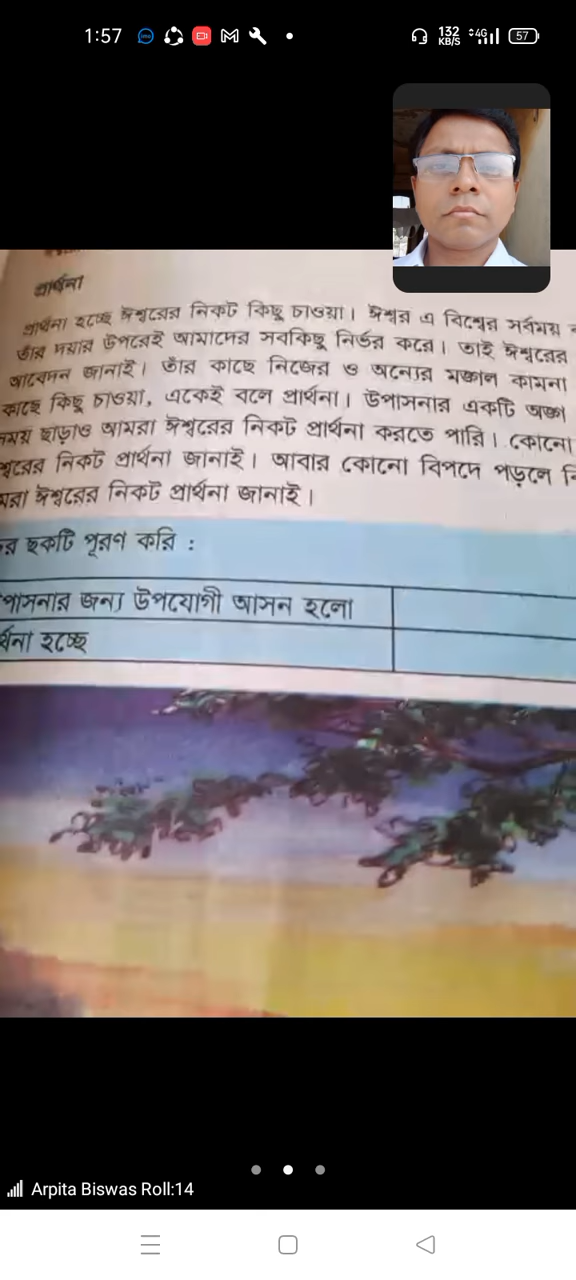 1:57
132 KB/S 4G 57
প্রার্থনা
প্রার্থনা হচ্ছে ঈশ্বরের নিকট কিছু চাওয়া। ঈশ্বর এ বিশ্বের সর্বময়
তাঁর দয়ার উপরেই আমাদের সবকিছু নির্ভর করে। তাই ঈশ্বরের
আবেদন জানাই। তাঁর কাছে নিজের ও অন্যের মঙ্গল কামনা
কাছে কিছু চাওয়া, একেই বলে প্রার্থনা। উপাসনার একটি অঙ্গ
সময় ছাড়াও আমরা ঈশ্বরের নিকট প্রার্থনা করতে পারি। কোনো
শ্বরের নিকট প্রার্থনা জানাই। আবার কোনো বিপদে পড়লে
মরা ঈশ্বরের নিকট প্রার্থনা জানাই।
র ছকটি পূরণ করি :
পাসনার জন্য উপযোগী আসন হলো
র্থনা হচ্ছে
Arpita Biswas Roll:14